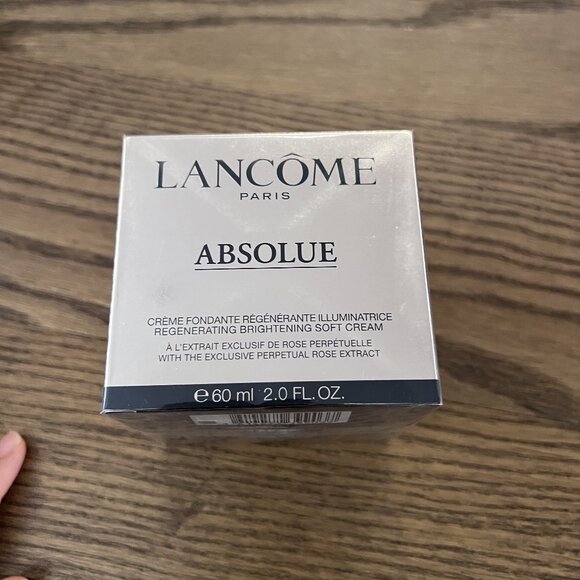 LANCÔME
PARIS
ABSOLUE
CRÈME FONDANTE RÉGÉNÉRANTE ILLUMINATRICE
REGENERATING BRIGHTENING SOFT CREAM
À L'EXTRAIT EXCLUSIF DE ROSE PERPÉTUELLE
WITH THE EXCLUSIVE PERPETUAL ROSE EXTRACT
℮ 60 ml 2.0 FL. OZ.